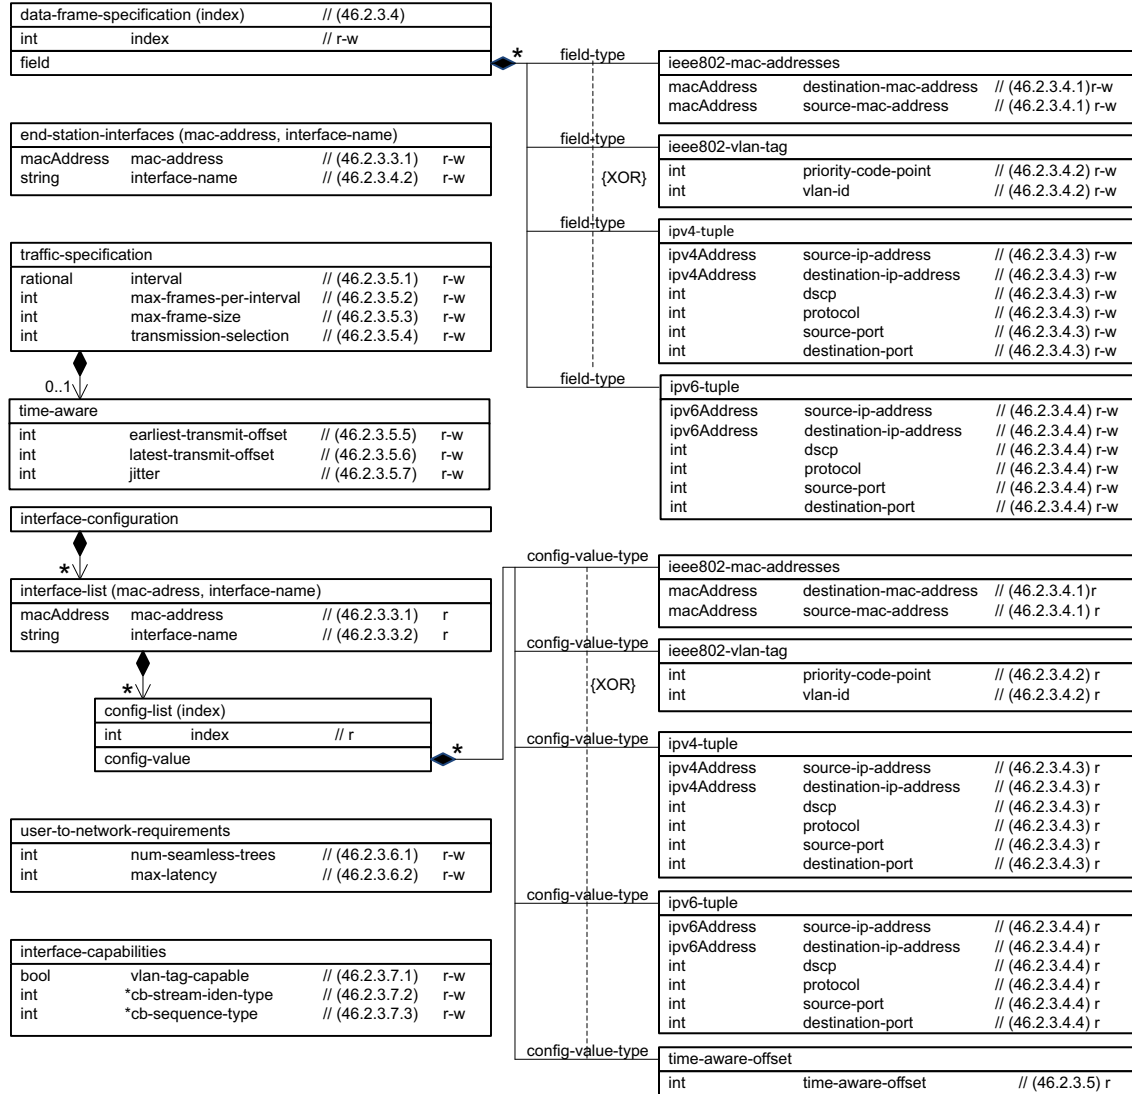 data-frame-specification (index) // (46.2.3.4)
int index // r-w
field
*
end-station-interfaces (mac-address, interface-name)
macAddress mac-address // (46.2.3.3.1) r-w
string interface-name // (46.2.3.4.2) r-w
traffic-specification
rational interval // (46.2.3.5.1) r-w
int max-frames-per-interval // (46.2.3.5.2) r-w
int max-frame-size // (46.2.3.5.3) r-w
int transmission-selection // (46.2.3.5.4) r-w
0..1
time-aware
int earliest-transmit-offset // (46.2.3.5.5) r-w
int latest-transmit-offset // (46.2.3.5.6) r-w
int jitter // (46.2.3.5.7) r-w
interface-configuration
*
interface-list (mac-adress, interface-name)
macAddress mac-address // (46.2.3.3.1) r
string interface-name // (46.2.3.3.2) r
*
config-list (index)
int index // r
config-value
*
user-to-network-requirements
int num-seamless-trees // (46.2.3.6.1) r-w
int max-latency // (46.2.3.6.2) r-w
interface-capabilities
bool vlan-tag-capable // (46.2.3.7.1) r-w
int *cb-stream-iden-type // (46.2.3.7.2) r-w
int *cb-sequence-type // (46.2.3.7.3) r-w
field-type
ieee802-mac-addresses
macAddress destination-mac-address // (46.2.3.4.1)r-w
macAddress source-mac-address // (46.2.3.4.1) r-w
field-type
ieee802-vlan-tag
int priority-code-point // (46.2.3.4.2) r-w
int vlan-id // (46.2.3.4.2) r-w
{XOR}
field-type
ipv4-tuple
ipv4Address source-ip-address // (46.2.3.4.3) r-w
ipv4Address destination-ip-address // (46.2.3.4.3) r-w
int dscp // (46.2.3.4.3) r-w
int protocol // (46.2.3.4.3) r-w
int source-port // (46.2.3.4.3) r-w
int destination-port // (46.2.3.4.3) r-w
field-type
ipv6-tuple
ipv6Address source-ip-address // (46.2.3.4.4) r-w
ipv6Address destination-ip-address // (46.2.3.4.4) r-w
int dscp // (46.2.3.4.4) r-w
int protocol // (46.2.3.4.4) r-w
int source-port // (46.2.3.4.4) r-w
int destination-port // (46.2.3.4.4) r-w
config-value-type
ieee802-mac-addresses
macAddress destination-mac-address // (46.2.3.4.1)r
macAddress source-mac-address // (46.2.3.4.1) r
config-value-type
ieee802-vlan-tag
int priority-code-point // (46.2.3.4.2) r
int vlan-id // (46.2.3.4.2) r
{XOR}
config-value-type
ipv4-tuple
ipv4Address source-ip-address // (46.2.3.4.3) r
ipv4Address destination-ip-address // (46.2.3.4.3) r
int dscp // (46.2.3.4.3) r
int protocol // (46.2.3.4.3) r
int source-port // (46.2.3.4.3) r
int destination-port // (46.2.3.4.3) r
config-value-type
ipv6-tuple
ipv6Address source-ip-address // (46.2.3.4.4) r
ipv6Address destination-ip-address // (46.2.3.4.4) r
int dscp // (46.2.3.4.4) r
int protocol // (46.2.3.4.4) r
int source-port // (46.2.3.4.4) r
int destination-port // (46.2.3.4.4) r
config-value-type
time-aware-offset
int time-aware-offset // (46.2.3.5) r